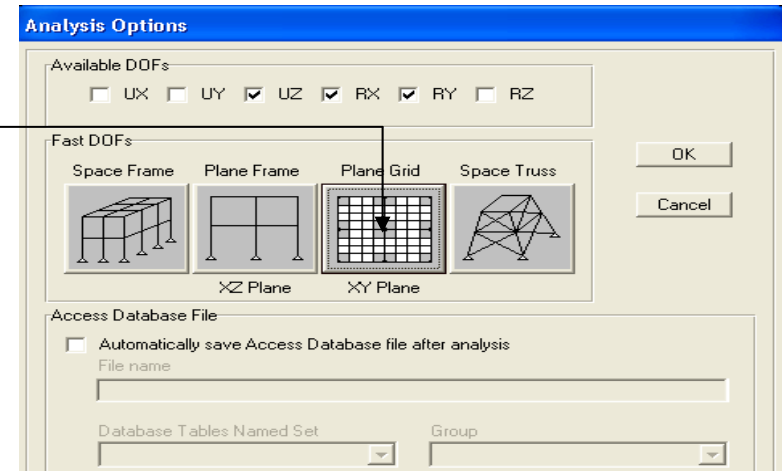 Analysis Options
Available DOFs
UX UY UZ RX RY RZ
Fast DOFs
Space Frame Plane Frame Plane Grid Space Truss
OK
Cancel
XZ Plane XY Plane
Access Database File
Automatically save Access Database file after analysis
File name
Database Tables Named Set Group